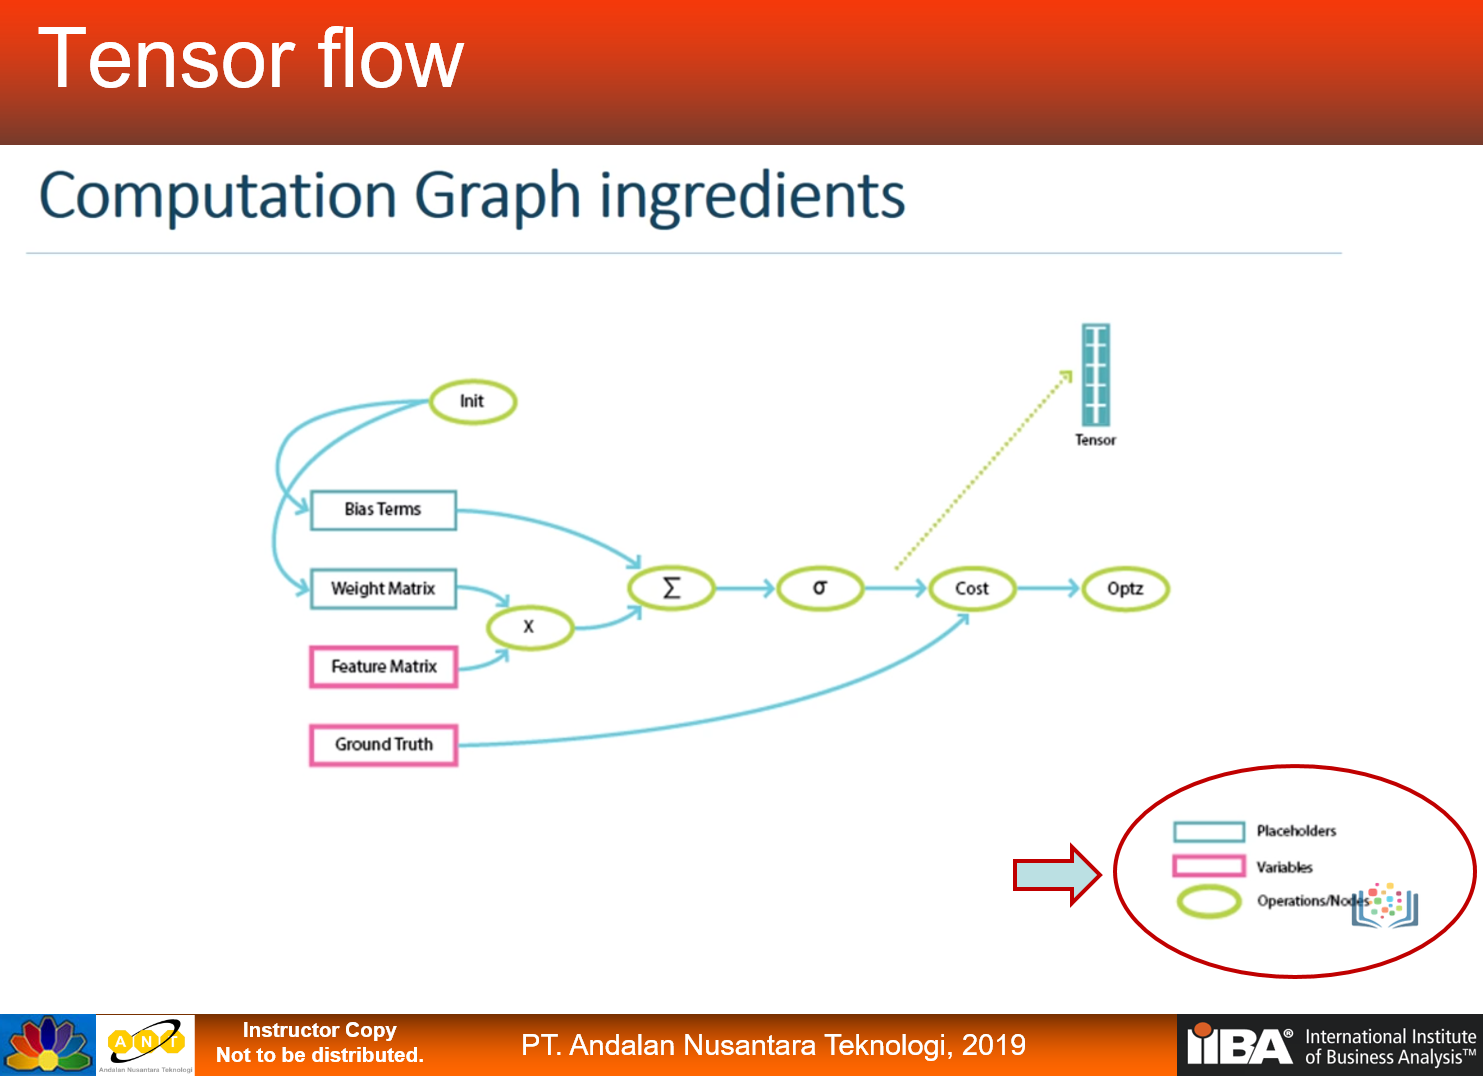 Tensor flow
Computation Graph ingredients
Init
Tensor
Bias Terms
Weight Matrix
X
Σ
σ
Cost
Optz
Feature Matrix
Ground Truth
Placeholders
Variables
Operations/Nodes
ANT
Andalan Nusantara Teknologi
Instructor Copy
Not to be distributed.
PT. Andalan Nusantara Teknologi, 2019
IIBA®
International Institute
of Business Analysis™